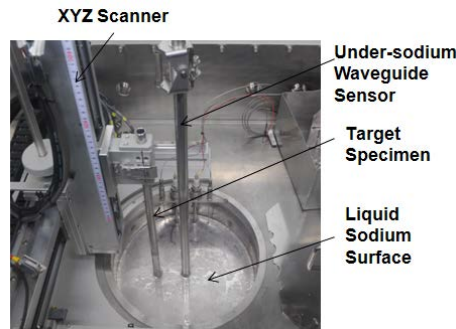 XYZ Scanner
Under-sodium
Waveguide
Sensor
Target
Specimen
Liquid
Sodium
Surface